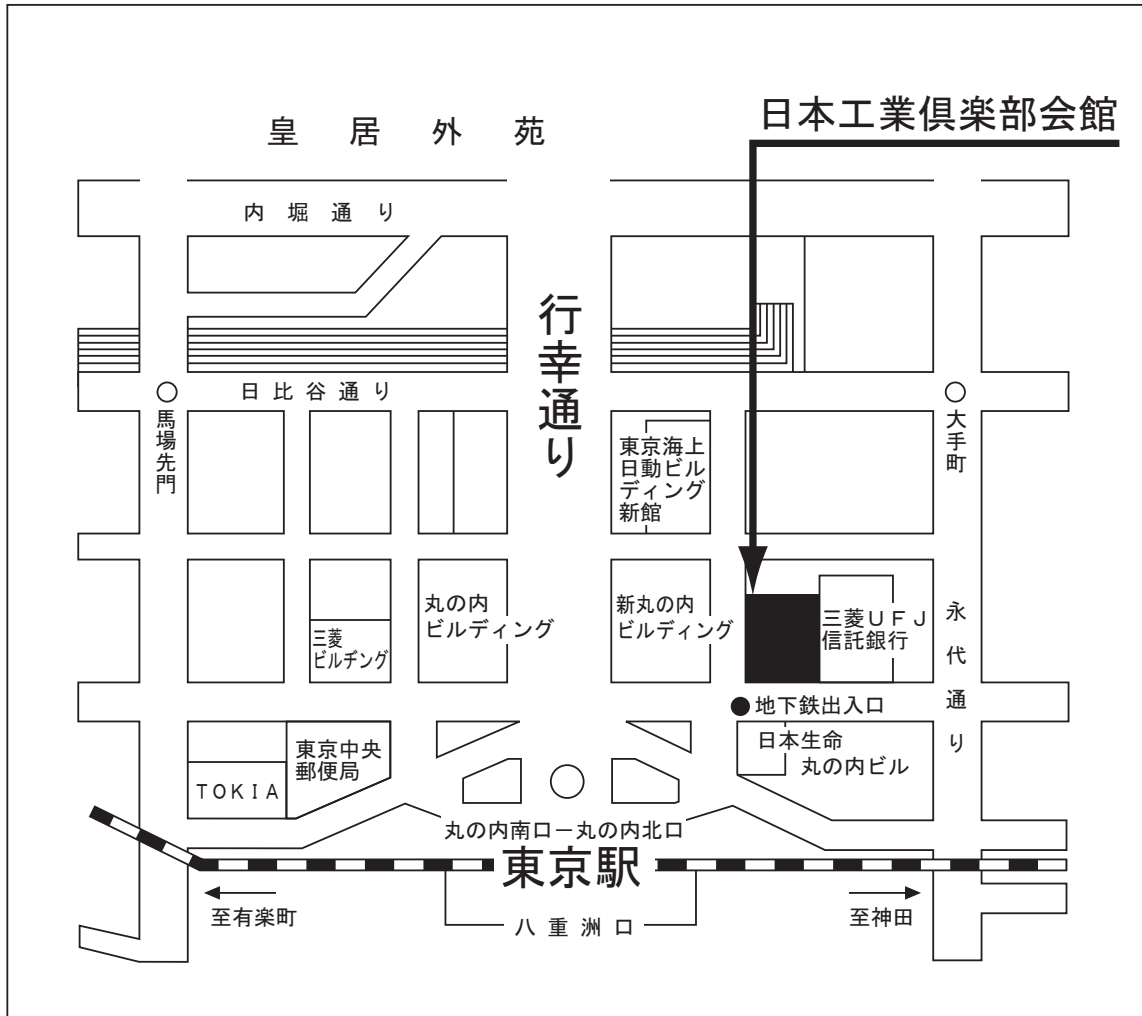 日本工業倶楽部会館
皇居外苑
内堀通り
行幸通り
日比谷通り
馬場先門
大手町
東京海上
日動ビル
ディング
新館
丸の内
ビルディング
新丸の内
ビルディング
三菱UFJ
信託銀行
永代通り
三菱
ビルヂング
地下鉄出入口
日本生命
丸の内ビル
東京中央
郵便局
TOKIA
丸の内南口－丸の内北口
東京駅
至有楽町
至神田
八重洲口